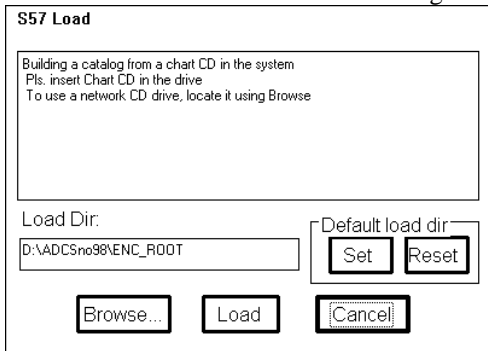 S57 Load
Building a catalog from a chart CD in the system
Pls. insert Chart CD in the drive
To use a network CD drive, locate it using Browse
Load Dir:
Default load dir
D:\ADCSno98\ENC_ROOT
Set
Reset
Browse...
Load
Cancel